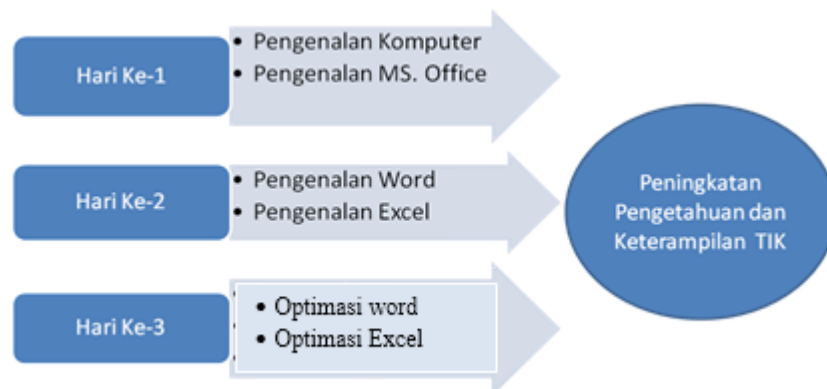 Hari Ke-1
• Pengenalan Komputer
• Pengenalan MS. Office
Hari Ke-2
• Pengenalan Word
• Pengenalan Excel
Hari Ke-3
• Optimasi word
• Optimasi Excel
Peningkatan
Pengetahuan dan
Keterampilan TIK